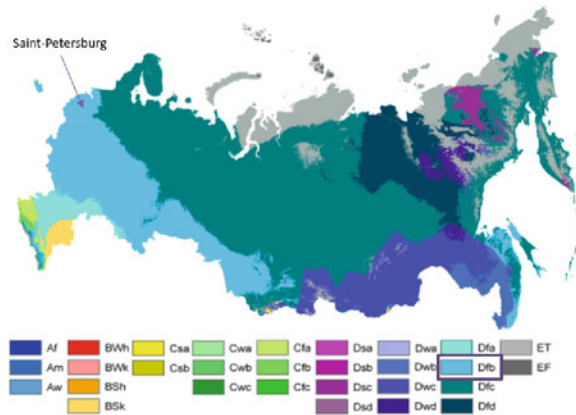 Saint-Petersburg
Af BWh Csa Cwa Cfa Dsa Dwa Dfa ET
Am BWk Csb Cwb Cfb Dsb Dwb Dfb EF
Aw BSh Cwc Cfc Dsc Dwc Dfc
BSk Dsd Dwd Dfd